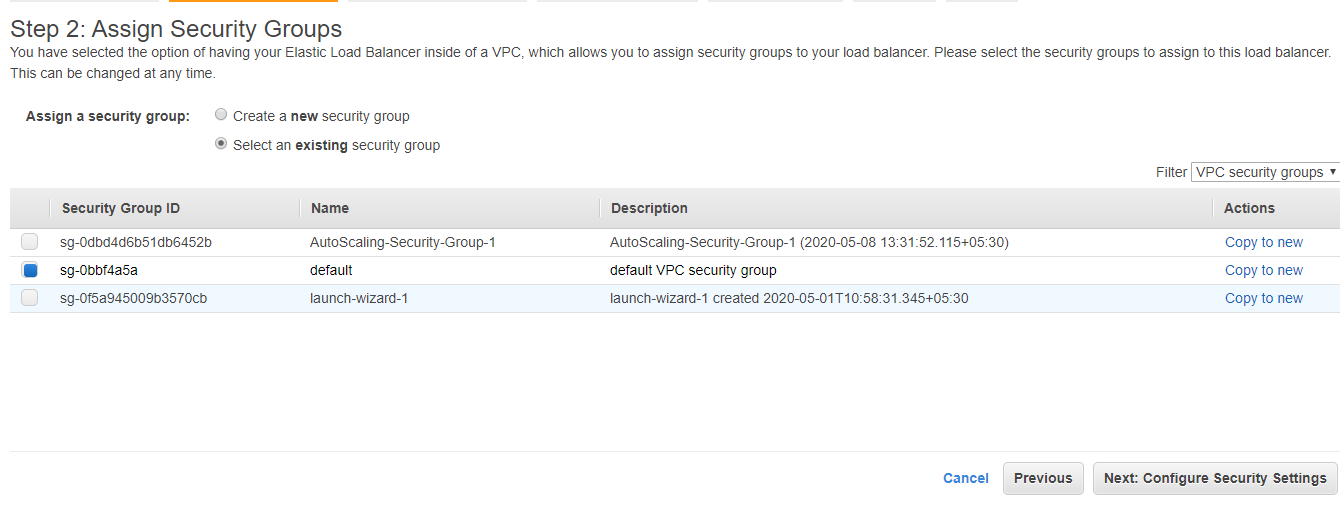 Step 2: Assign Security Groups
You have selected the option of having your Elastic Load Balancer inside of a VPC, which allows you to assign security groups to your load balancer. Please select the security groups to assign to this load balancer.
This can be changed at any time.
Assign a security group: Create a new security group
Select an existing security group
Filter VPC security groups
Security Group ID Name Description Actions
sg-0dbd4d6b51db6452b AutoScaling-Security-Group-1 AutoScaling-Security-Group-1 (2020-05-08 13:31:52.115+05:30) Copy to new
sg-0bbf4a5a default default VPC security group Copy to new
sg-0f5a945009b3570cb launch-wizard-1 launch-wizard-1 created 2020-05-01T10:58:31.345+05:30 Copy to new
Cancel Previous Next: Configure Security Settings